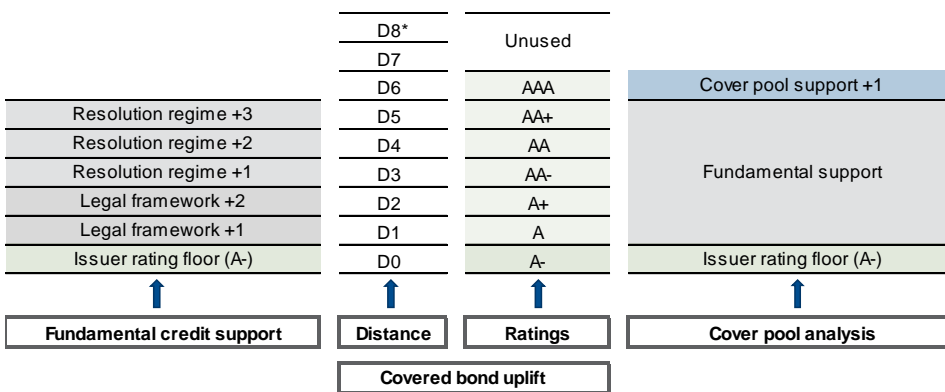 D8*
Unused
D7
D6 AAA Cover pool support +1
Resolution regime +3 D5 AA+
Resolution regime +2 D4 AA
Resolution regime +1 D3 AA- Fundamental support
Legal framework +2 D2 A+
Legal framework +1 D1 A
Issuer rating floor (A-) D0 A- Issuer rating floor (A-)
Fundamental credit support Distance Ratings Cover pool analysis
Covered bond uplift